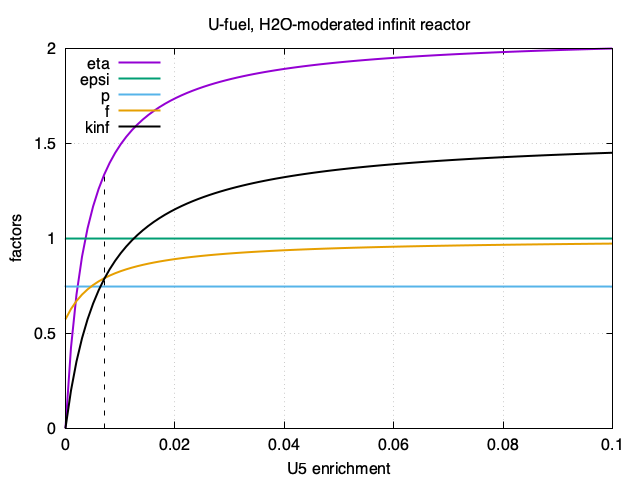 U-fuel, H2O-moderated infinit reactor
2
1.5
1
0.5
0
factors
eta
epsi
p
f
kinf
0
0.02
0.04
0.06
0.08
0.1
U5 enrichment